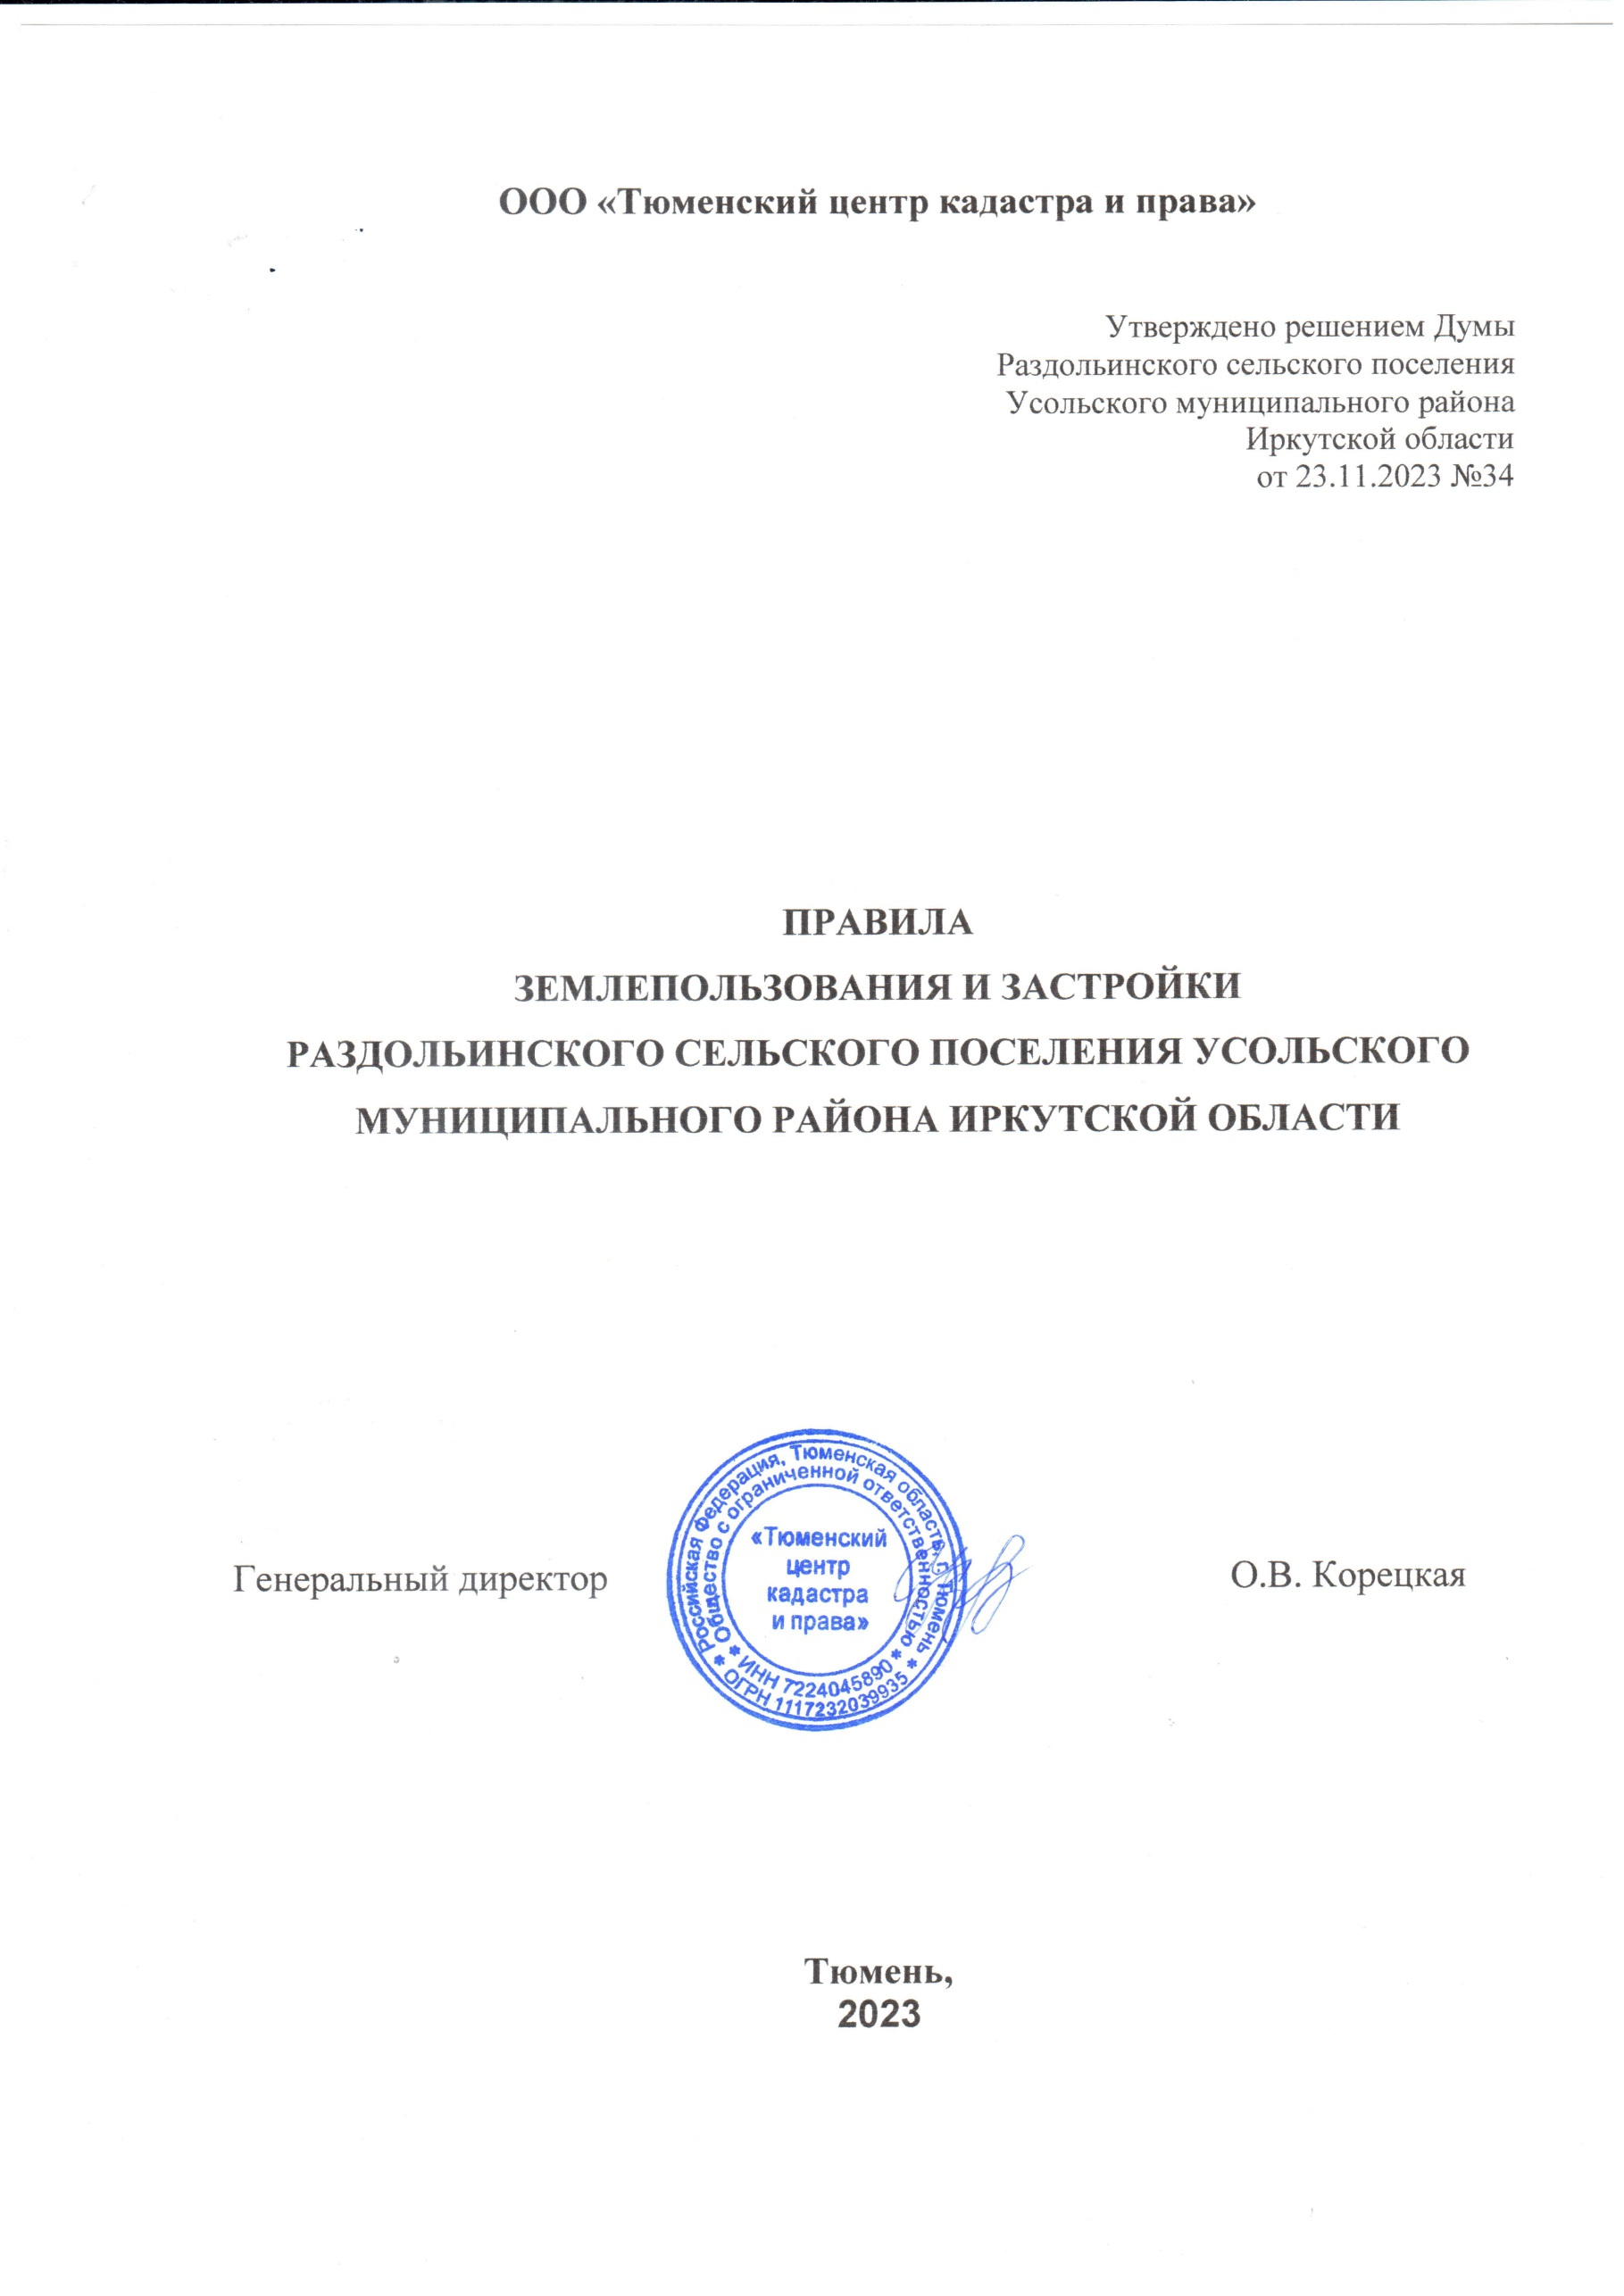 ООО «Тюменский центр кадастра и права»
Утверждено решением Думы
Раздольинского сельского поселения
Усольского муниципального района
Иркутской области
от 23.11.2023 №34
ПРАВИЛА
ЗЕМЛЕПОЛЬЗОВАНИЯ И ЗАСТРОЙКИ
РАЗДОЛЬИНСКОГО СЕЛЬСКОГО ПОСЕЛЕНИЯ УСОЛЬСКОГО
МУНИЦИПАЛЬНОГО РАЙОНА ИРКУТСКОЙ ОБЛАСТИ
Генеральный директор
Российская Федерация, Тюменская область, г. Тюмень
Общество с ограниченной ответственностью
«Тюменский
центр
кадастра
и права»
* ИНН 7224045890 *
* ОГРН 1117232039935 *
О.В. Корецкая
Тюмень,
2023